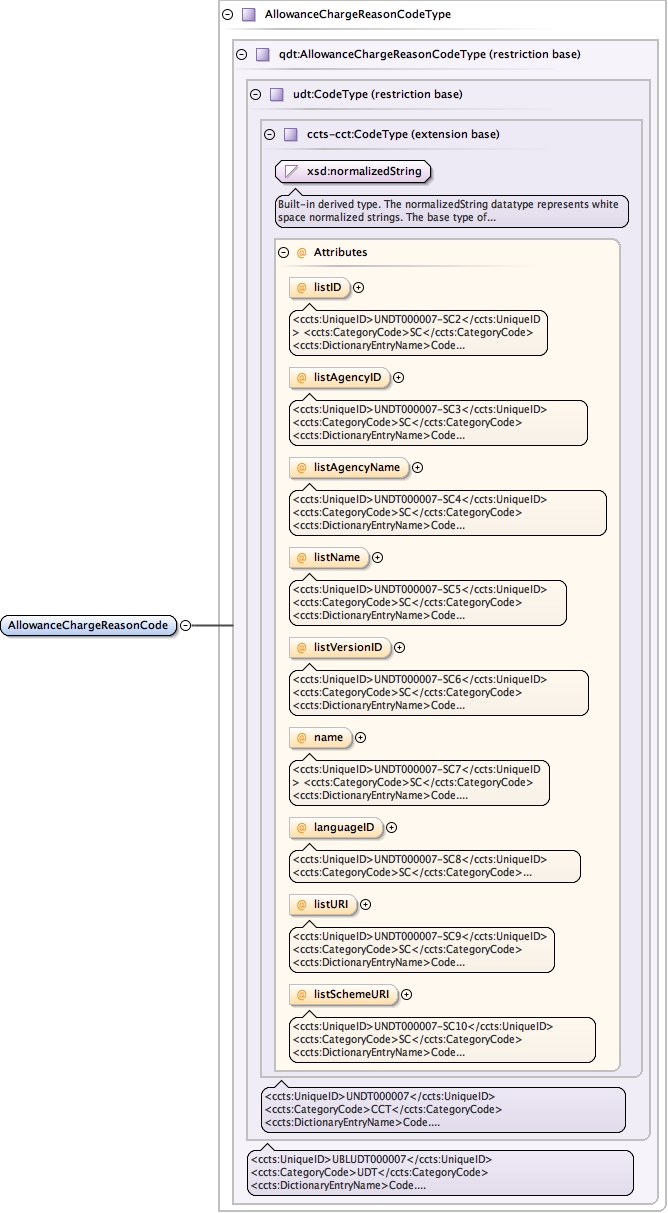 AllowanceChargeReasonCodeType
qdt:AllowanceChargeReasonCodeType (restriction base)
udt:CodeType (restriction base)
ccts-cct:CodeType (extension base)
xsd:normalizedString
Built-in derived type. The normalizedString datatype represents white
space normalized strings. The base type of...
@ Attributes
@ listID
<ccts:UniqueID>UNDT000007-SC2</ccts:UniqueID
> <ccts:CategoryCode>SC</ccts:CategoryCode>
<ccts:DictionaryEntryName>Code...
@ listAgencyID
<ccts:UniqueID>UNDT000007-SC3</ccts:UniqueID>
<ccts:CategoryCode>SC</ccts:CategoryCode>
<ccts:DictionaryEntryName>Code...
@ listAgencyName
<ccts:UniqueID>UNDT000007-SC4</ccts:UniqueID>
<ccts:CategoryCode>SC</ccts:CategoryCode>
<ccts:DictionaryEntryName>Code...
@ listName
<ccts:UniqueID>UNDT000007-SC5</ccts:UniqueID>
<ccts:CategoryCode>SC</ccts:CategoryCode>
<ccts:DictionaryEntryName>Code...
AllowanceChargeReasonCode
@ listVersionID
<ccts:UniqueID>UNDT000007-SC6</ccts:UniqueID>
<ccts:CategoryCode>SC</ccts:CategoryCode>
<ccts:DictionaryEntryName>Code...
@ name
<ccts:UniqueID>UNDT000007-SC7</ccts:UniqueID
> <ccts:CategoryCode>SC</ccts:CategoryCode>
<ccts:DictionaryEntryName>Code....
@ languageID
<ccts:UniqueID>UNDT000007-SC8</ccts:UniqueID>
<ccts:CategoryCode>SC</ccts:CategoryCode>...
@ listURI
<ccts:UniqueID>UNDT000007-SC9</ccts:UniqueID>
<ccts:CategoryCode>SC</ccts:CategoryCode>
<ccts:DictionaryEntryName>Code...
@ listSchemeURI
<ccts:UniqueID>UNDT000007-SC10</ccts:UniqueID>
<ccts:CategoryCode>SC</ccts:CategoryCode>
<ccts:DictionaryEntryName>Code...
<ccts:UniqueID>UNDT000007</ccts:UniqueID>
<ccts:CategoryCode>CCT</ccts:CategoryCode>
<ccts:DictionaryEntryName>Code....
<ccts:UniqueID>UBLUDT000007</ccts:UniqueID>
<ccts:CategoryCode>UDT</ccts:CategoryCode>
<ccts:DictionaryEntryName>Code....